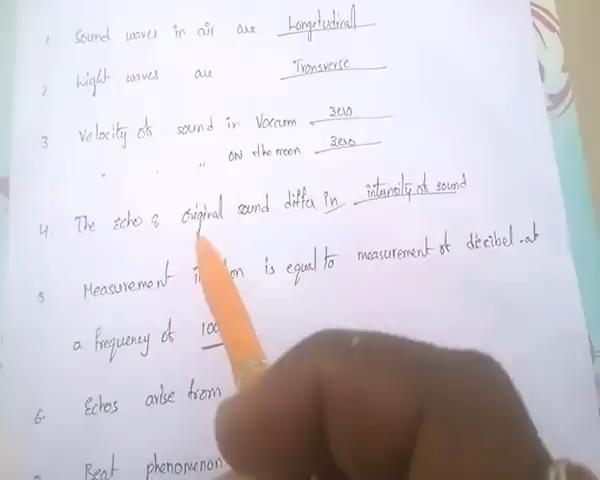 1. Sound waves in air are Longitudinal
2. Light waves are Transverse
3. Velocity of sound in Vaccum Zero
" " " on the moon Zero
4. The Echo & original sound differ in intensity of sound
5. Measurement is equal to measurement of decibel at
a frequency of 100
6. Echos arise from
Beat phenomenon